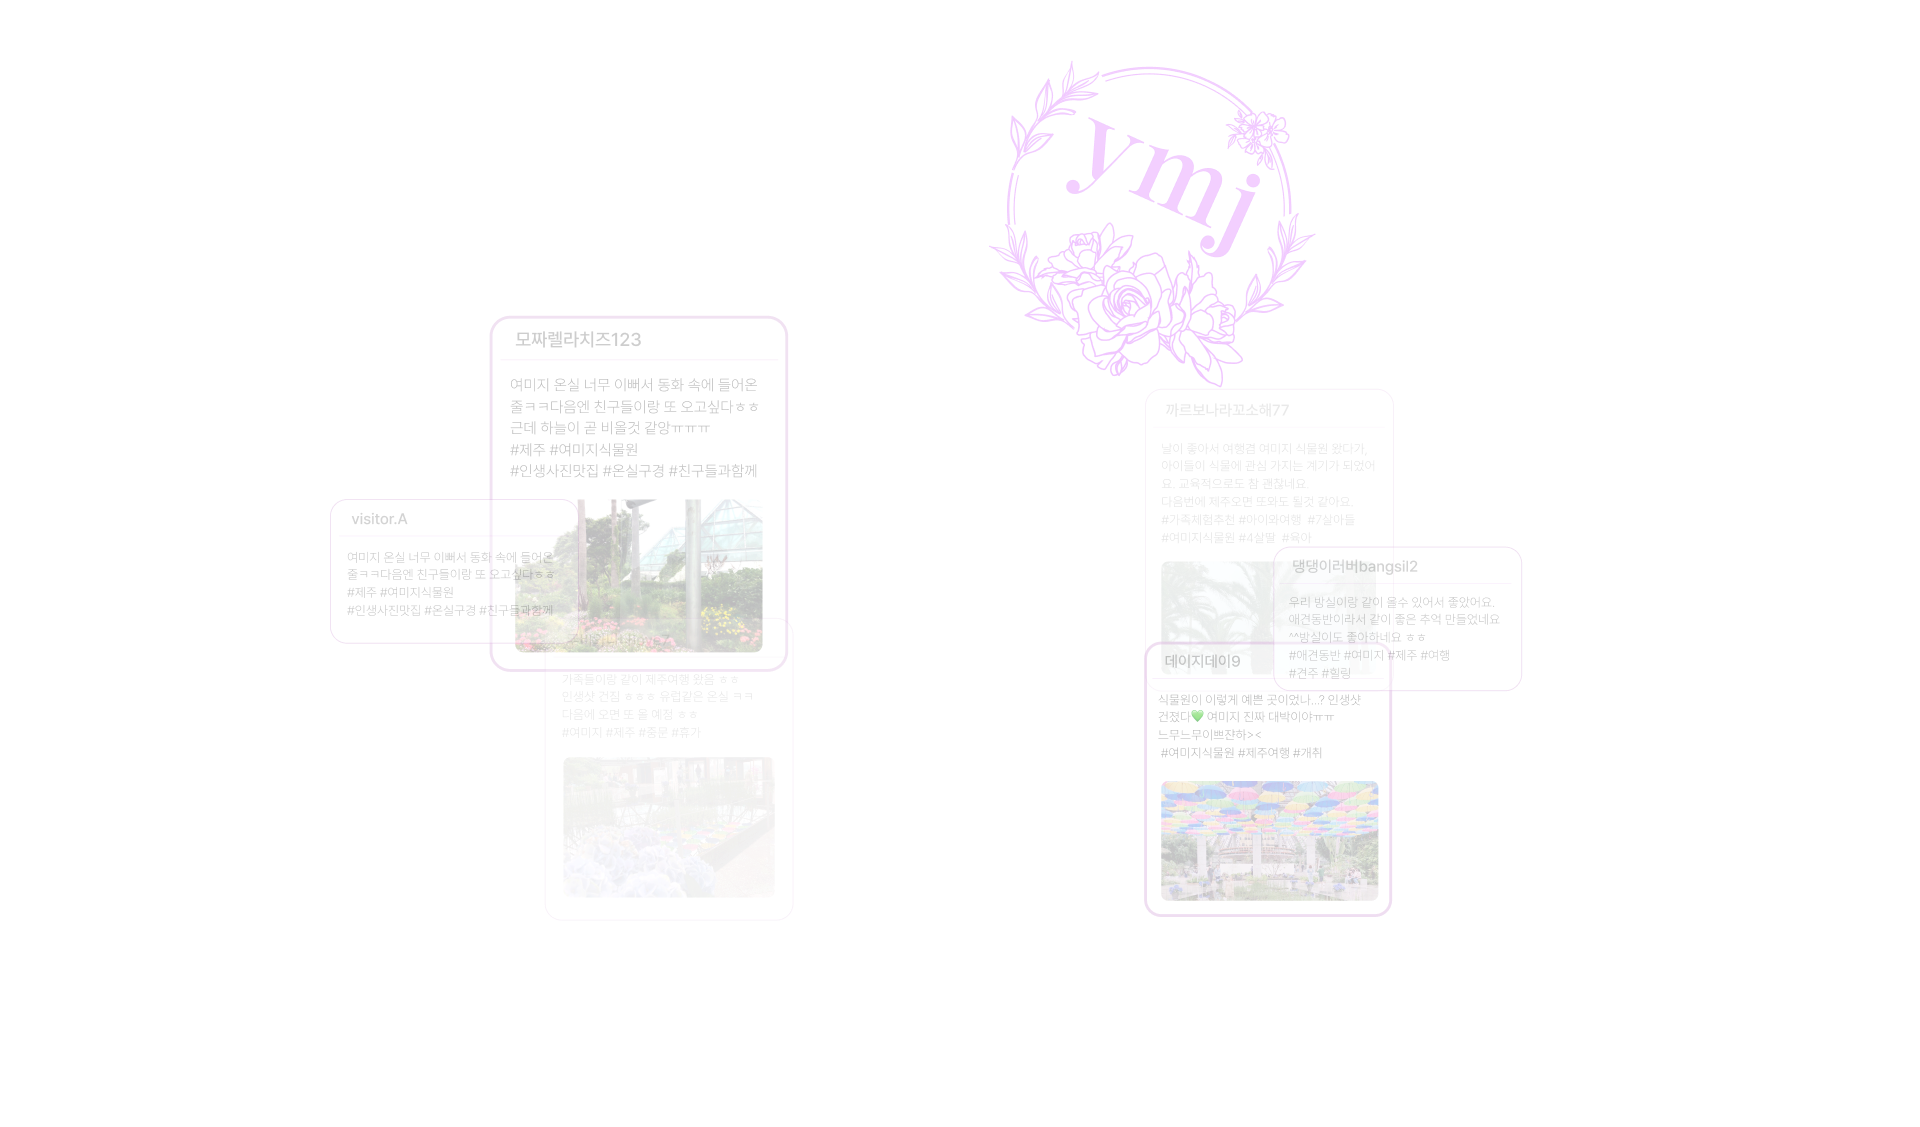 ymj
모짜렐라치즈123
여미지 온실 너무 이뻐서 동화 속에 들어온
줄ㅋㅋ다음엔 친구들이랑 또 오고싶다ㅎㅎ
근데 하늘이 곧 비올것 같앙ㅠㅠㅠ
#제주 #여미지식물원
#인생사진맛집 #온실구경 #친구들과함께
visitor.A
여미지 온실 너무 이뻐서 동화 속에 들어온
줄ㅋㅋ다음엔 친구들이랑 또 오고싶다ㅎㅎ
#제주 #여미지식물원
#인생사진맛집 #온실구경 #친구들과함께
가족들이랑 같이 제주여행 왔음 ㅎㅎ
인생샷 건짐 ㅎㅎㅎ 유럽같은 온실 ㅋㅋ
다음에 오면 또 올 예정 ㅎㅎ
#여미지 #제주 #중문 #휴가
까르보나라꼬소해77
날이 좋아서 여행겸 여미지 식물원 왔다가,
아이들이 식물에 관심 가지는 계기가 되었어
요. 교육적으로도 참 괜찮네요.
다음번에 제주오면 또와도 될것 같아요.
#가족체험추천 #아이와여행 #7살아들
#여미지식물원 #4살딸 #육아
댕댕이러버bangsil2
우리 방실이랑 같이 올수 있어서 좋았어요.
애견동반이라서 같이 좋은 추억 만들었네요
^^방실이도 좋아하네요 ㅎㅎ
#애견동반 #여미지 #제주 #여행
#견주 #힐링
데이지데이9
식물원이 이렇게 예쁜 곳이었나...? 인생샷
건졌다💚 여미지 진짜 대박이야ㅠㅠ
느무느무이쁘쟌하><
#여미지식물원 #제주여행 #개취